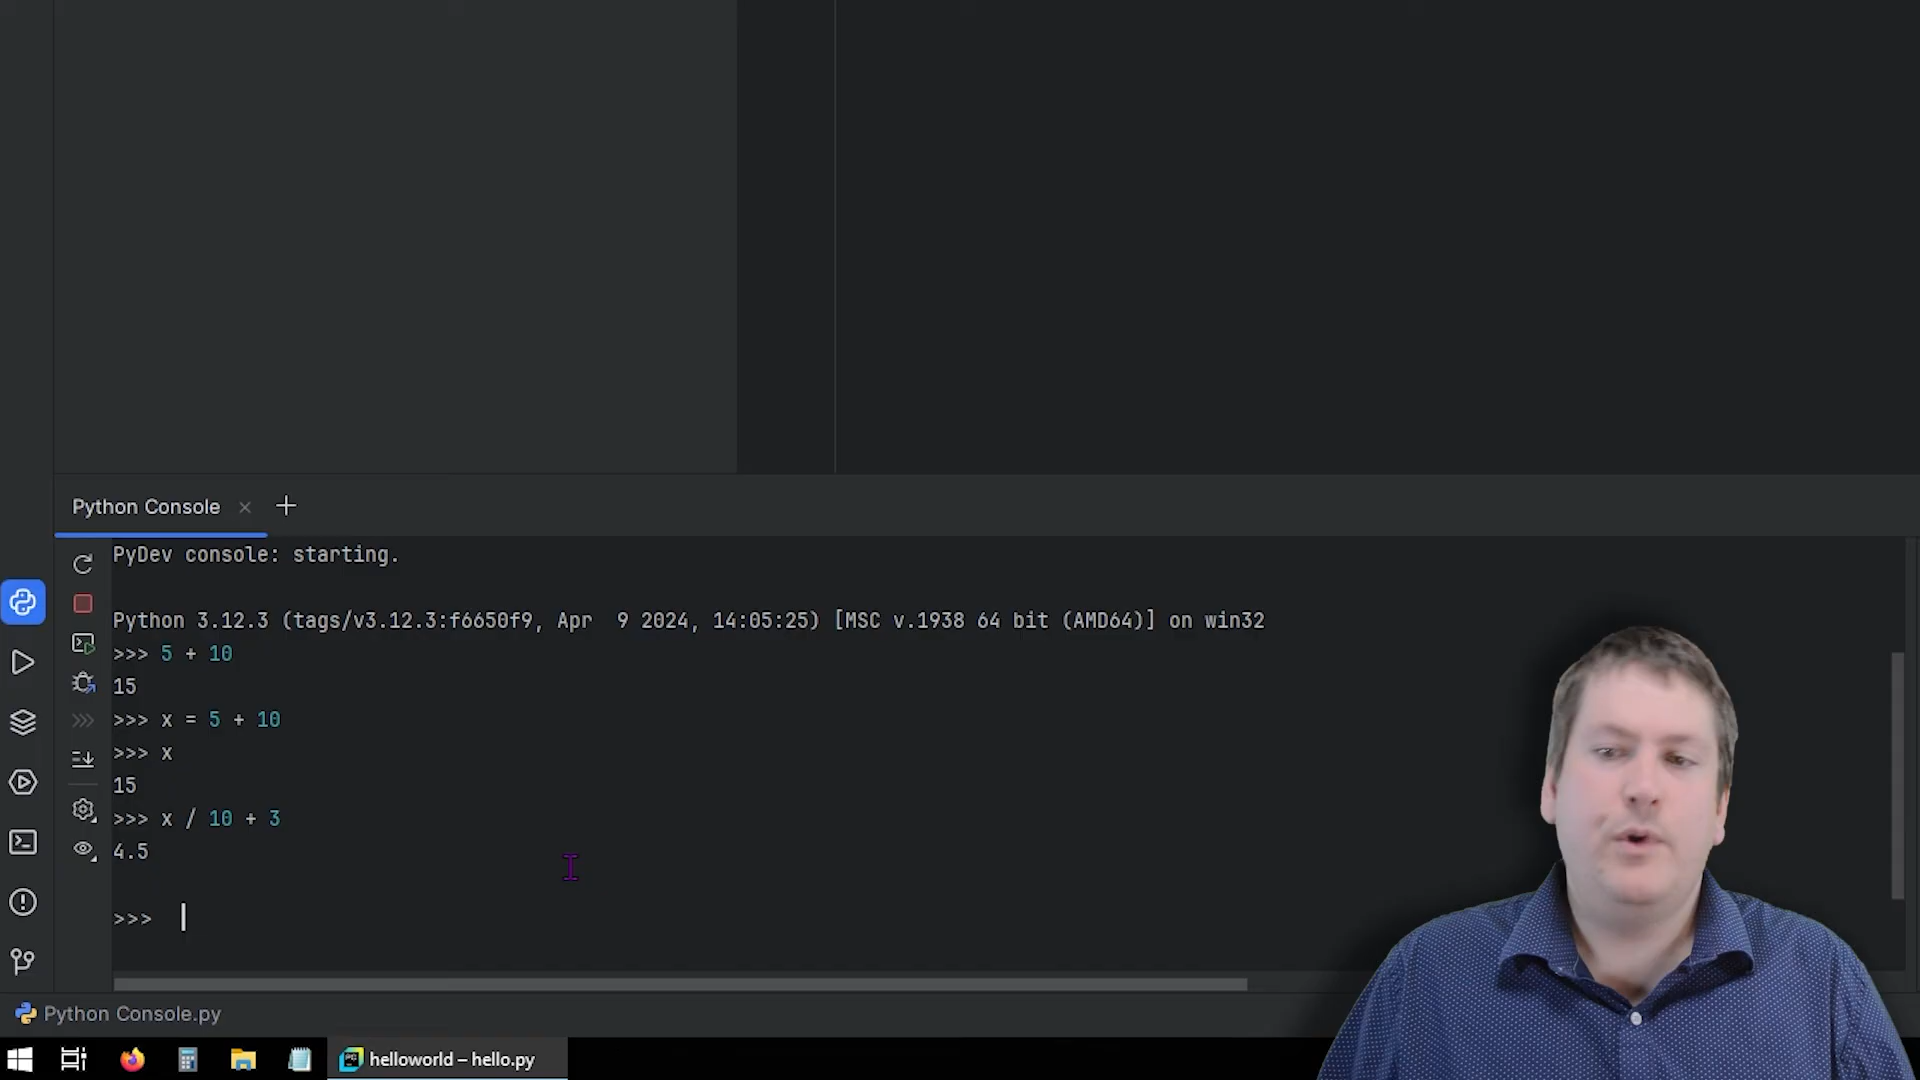 Python Console
PyDev console: starting.
Python 3.12.3 (tags/v3.12.3:f6650f9, Apr  9 2024, 14:05:25) [MSC v.1938 64 bit (AMD64)] on win32
>>> 5 + 10
15
>>> x = 5 + 10
>>> x
15
>>> x / 10 + 3
4.5
>>>
Python Console.py
helloworld – hello.py